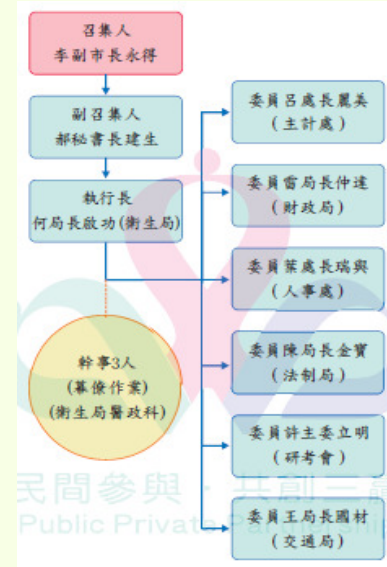 召集人
李副市長永得
副召集人
郝秘書長建生
執行長
何局長啟功(衛生局)
幹事3人
(幕僚作業)
(衛生局醫政科)
委員呂處長麗美
(主計處)
委員雷局長仲達
(財政局)
委員葉處長瑞與
(人事處)
委員陳局長金寶
(法制局)
委員許主委立明
(研考會)
委員王局長國材
(交通局)
民間參與·共創三
Public Private Partnership